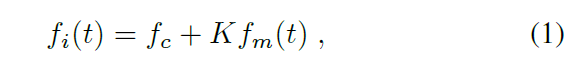 f_i(t) = f_c + K f_m(t) , (1)